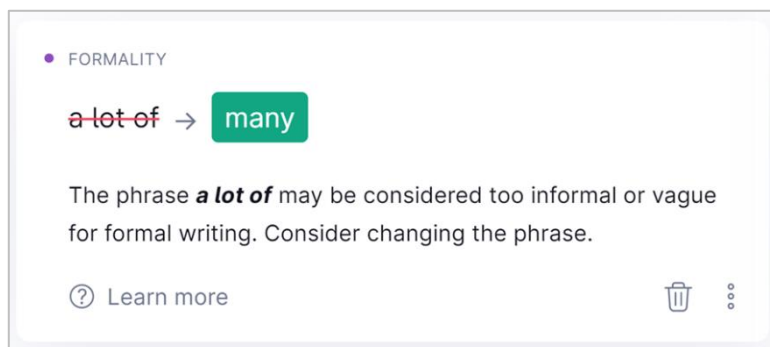 FORMALITY
a lot of → many
The phrase a lot of may be considered too informal or vague
for formal writing. Consider changing the phrase.
Learn more